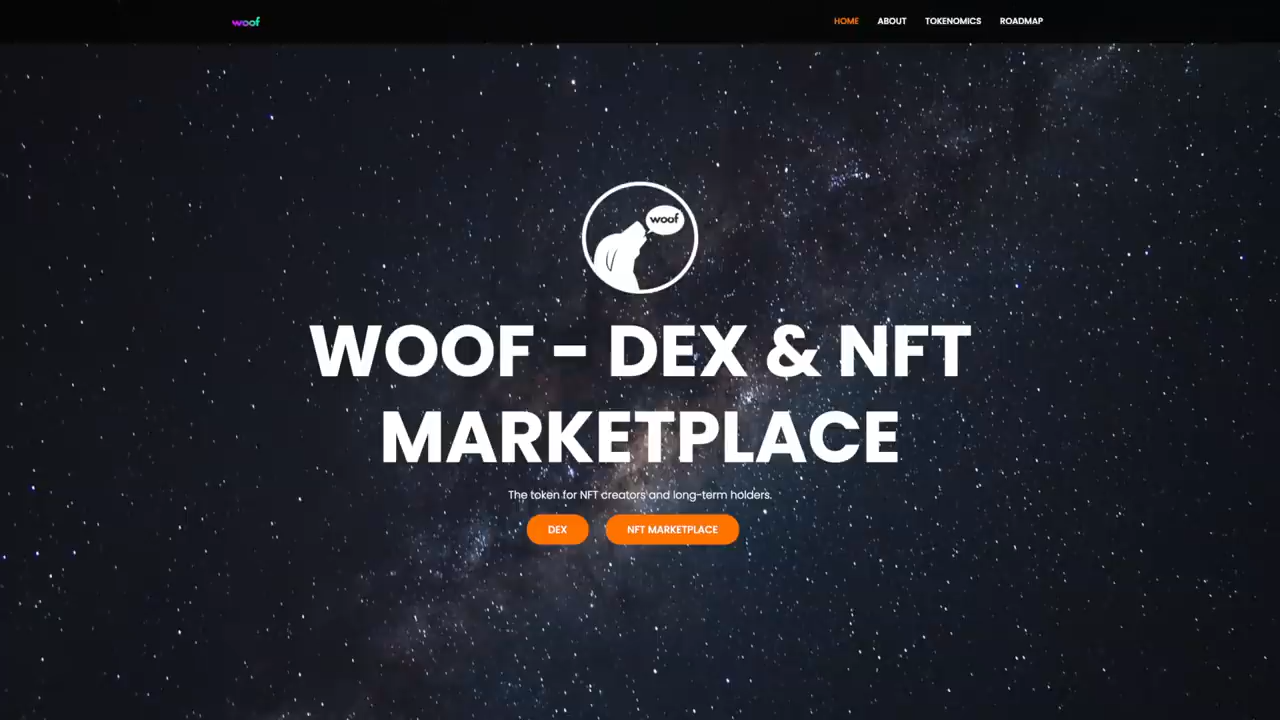 woof
HOME ABOUT TOKENOMICS ROADMAP
woof
WOOF - DEX & NFT
MARKETPLACE
The token for NFT creators and long-term holders.
DEX NFT MARKETPLACE